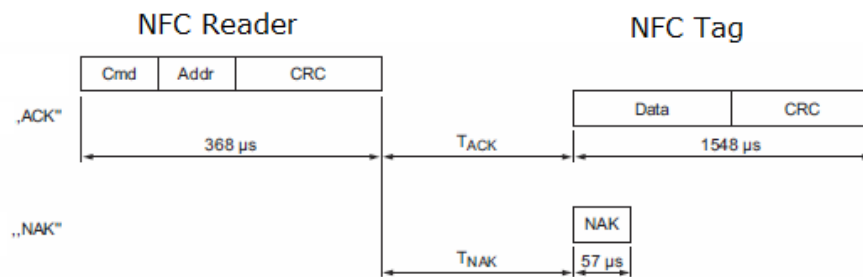 NFC Reader
NFC Tag
Cmd Addr CRC
Data CRC
‚ACK"'
368 µs
TACK
1548 µs
„NAK"'
NAK
TNAK
57 µs